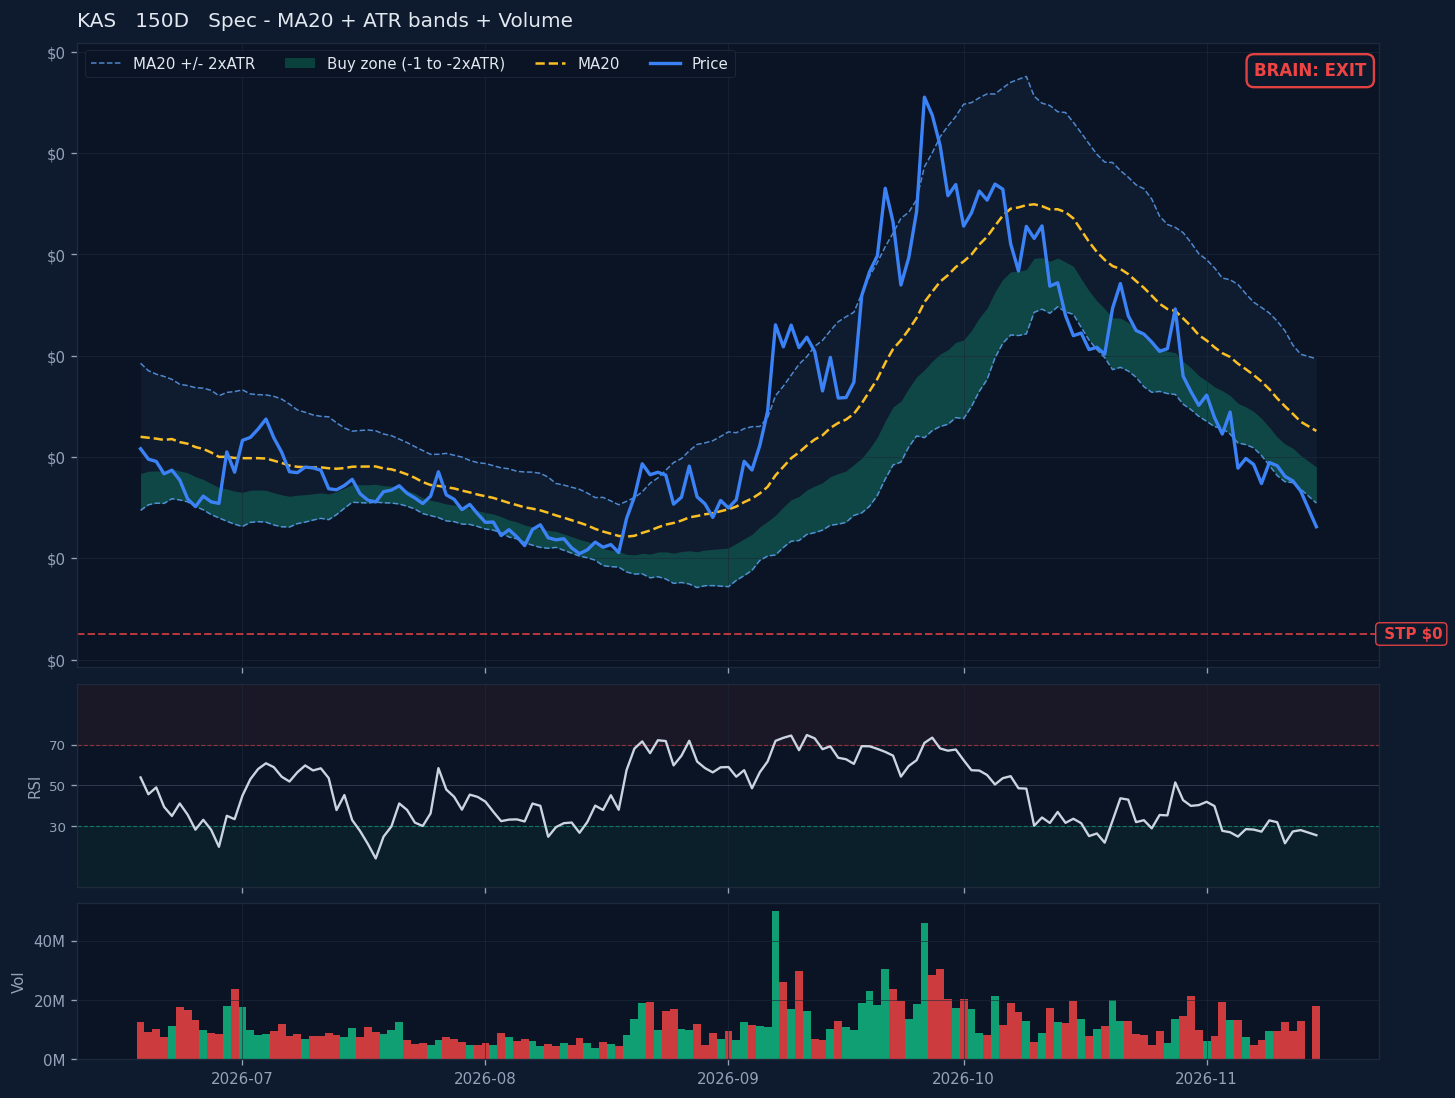 KAS 150D Spec - MA20 + ATR bands + Volume
MA20 +/- 2xATR
Buy zone (-1 to -2xATR)
MA20
Price
BRAIN: EXIT
$0
$0
$0
$0
$0
$0
$0
STP $0
RSI
70
50
30
Vol
40M
20M
0M
2026-07
2026-08
2026-09
2026-10
2026-11